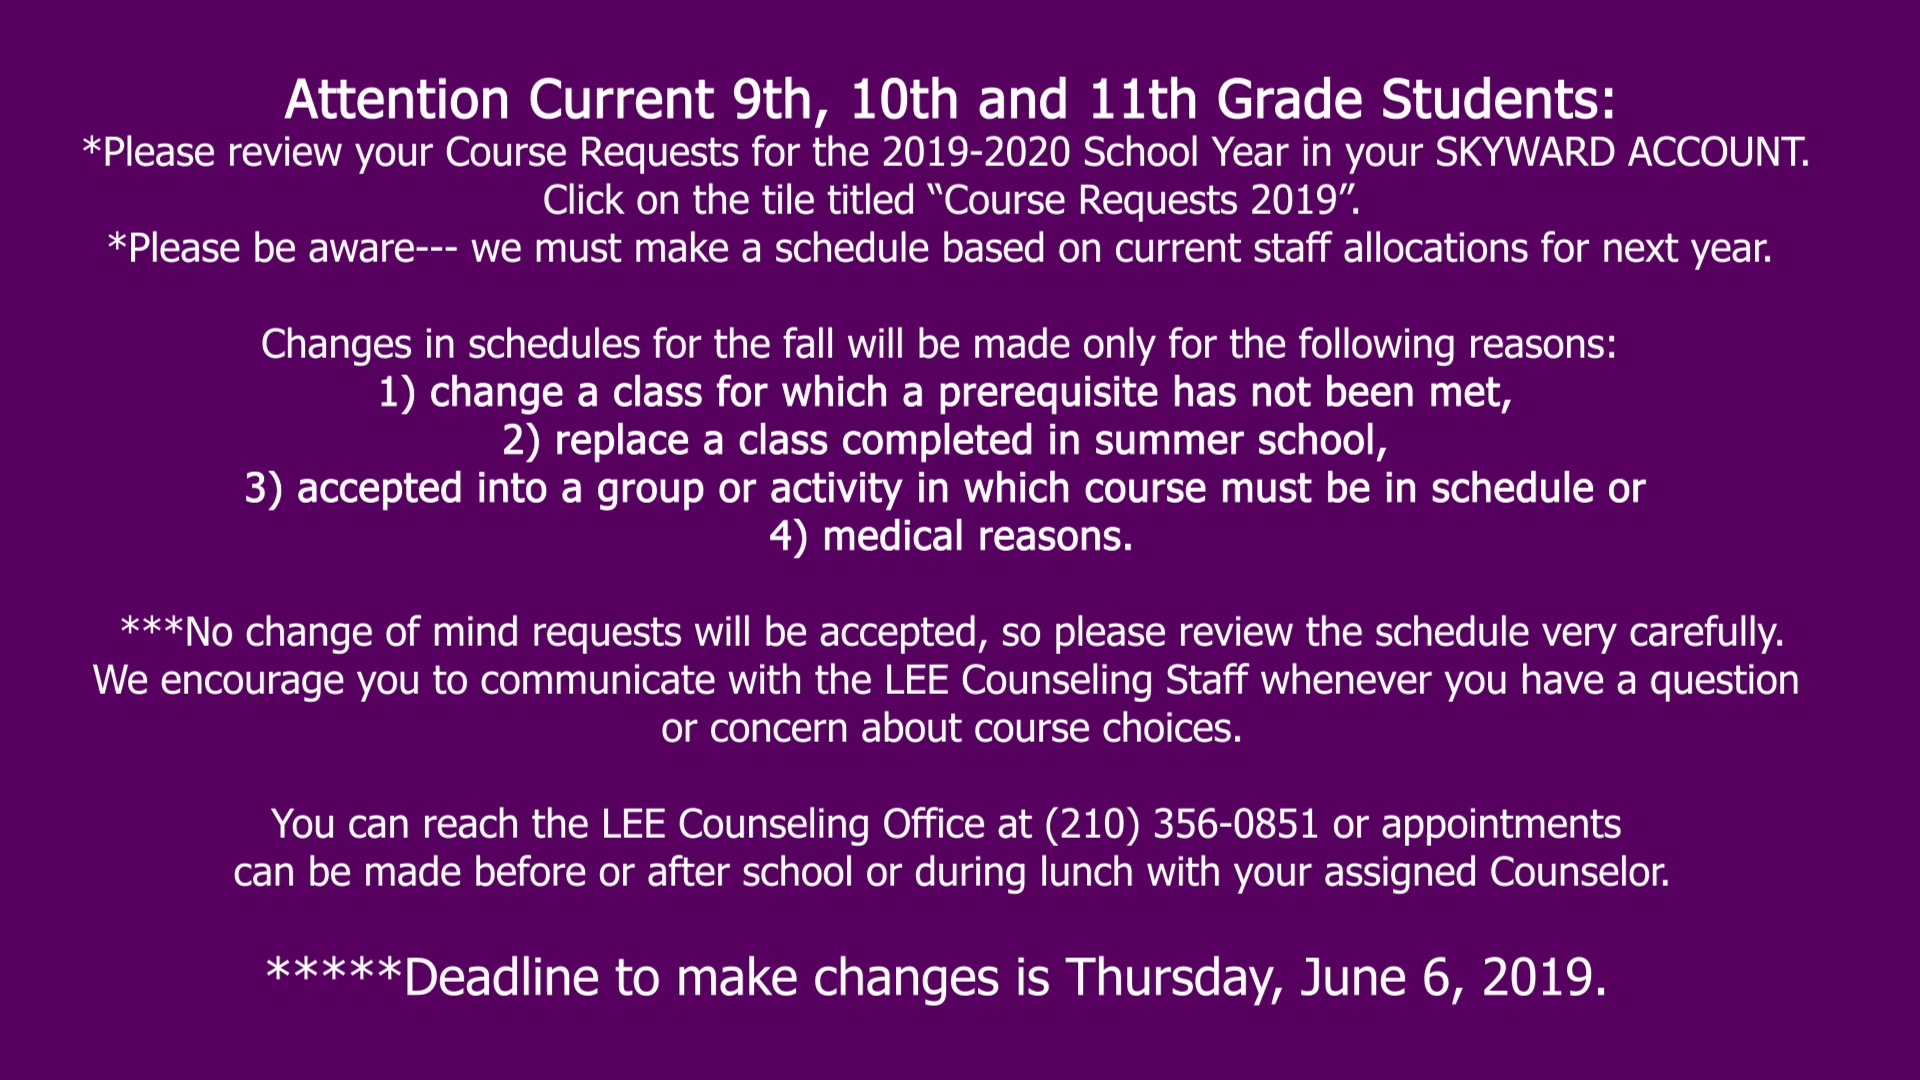 Attention Current 9th, 10th and 11th Grade Students:
*Please review your Course Requests for the 2019-2020 School Year in your SKYWARD ACCOUNT.
Click on the tile titled “Course Requests 2019”.
*Please be aware--- we must make a schedule based on current staff allocations for next year.
Changes in schedules for the fall will be made only for the following reasons:
1) change a class for which a prerequisite has not been met,
2) replace a class completed in summer school,
3) accepted into a group or activity in which course must be in schedule or
4) medical reasons.
***No change of mind requests will be accepted, so please review the schedule very carefully.
We encourage you to communicate with the LEE Counseling Staff whenever you have a question
or concern about course choices.
You can reach the LEE Counseling Office at (210) 356-0851 or appointments
can be made before or after school or during lunch with your assigned Counselor.
*****Deadline to make changes is Thursday, June 6, 2019.